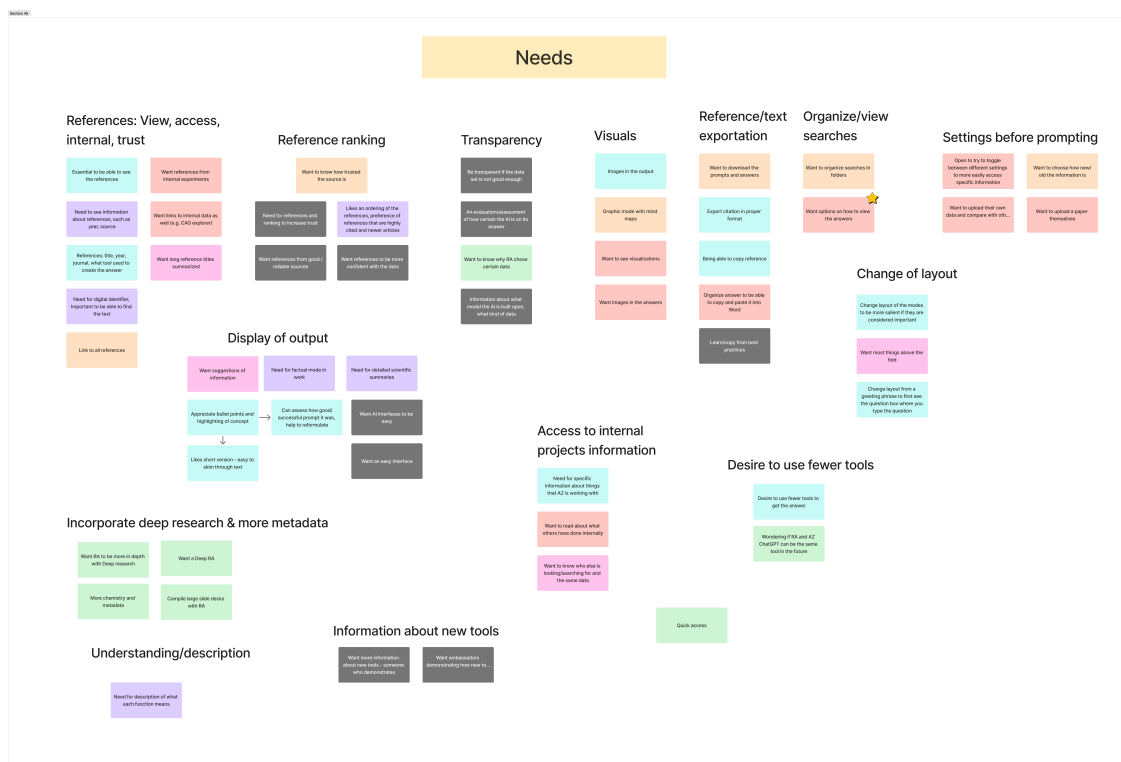 Section 45
Needs
References: View, access,
internal, trust
Essential to be able to see
the references
Want references from
internal experiments
Need to see information
about references, such as
year, source
Want links to internal data as
well (e.g. CAG explorer)
References: title, year,
journal, what tool used to
create the answer
Want long reference titles
summarized
Need for digital identifier,
Important to be able to find
the text
Link to all references
Reference ranking
Want to know how trusted
the source is
Need for references and
ranking to increase trust
Likes an ordering of the
references, preference of
references that are highly
cited and newer articles
Want references from good /
reliable sources
Want references to be more
confident with the data
Transparency
Be transparent if the data
set is not good enough
An evaluation/assessment
of how certain the AI is on its
answer
Want to know why RA chose
certain data
Information about what
model the AI is built upon,
what kind of data
Visuals
Images in the output
Graphic mode with mind
maps
Want to see visualizations
Want images in the answers
Reference/text
exportation
Want to download the
prompts and answers
Export citation in proper
format
Being able to copy reference
Organize answer to be able
to copy and paste it into
Word
Learn/copy from best
practices
Organize/view
searches
Want to organize searches in
folders
Want options on how to view
the answers
Settings before prompting
Open to try to toggle
between different settings
to more easily access
specific information
Want to choose how new/
old the information is
Want to upload their own
data and compare with oth...
Want to upload a paper
themselves
Change of layout
Change layout of the modes
to be more salient if they are
considered important
Want most things above the
fold
Change layout from a
greeting phrase to first see
the question box where you
type the question
Display of output
Want suggestions of
information
Need for factual mode in
work
Need for detailed scientific
summaries
Appreciate bullet points and
highlighting of concept
Can assess how good/
successful prompt it was,
help to reformulate
Want AI interfaces to be
easy
Likes short version - easy to
skim through text
Want an easy interface
Access to internal
projects information
Need for specific
information about things
that AZ is working with
Want to read about what
others have done internally
Want to know who else is
looking/searching for and
the same data
Desire to use fewer tools
Desire to use fewer tools to
get the answer
Wondering if RA and AZ
ChatGPT can be the same
tool in the future
Incorporate deep research & more metadata
Want RA to be more in depth
with Deep research
Want a Deep RA
More chemistry and
metadata
Compile large slide decks
with RA
Quick access
Information about new tools
Want more information
about new tools - someone
who demonstrates
Want ambassadors
demonstrating how new to...
Understanding/description
Need for description of what
each function means